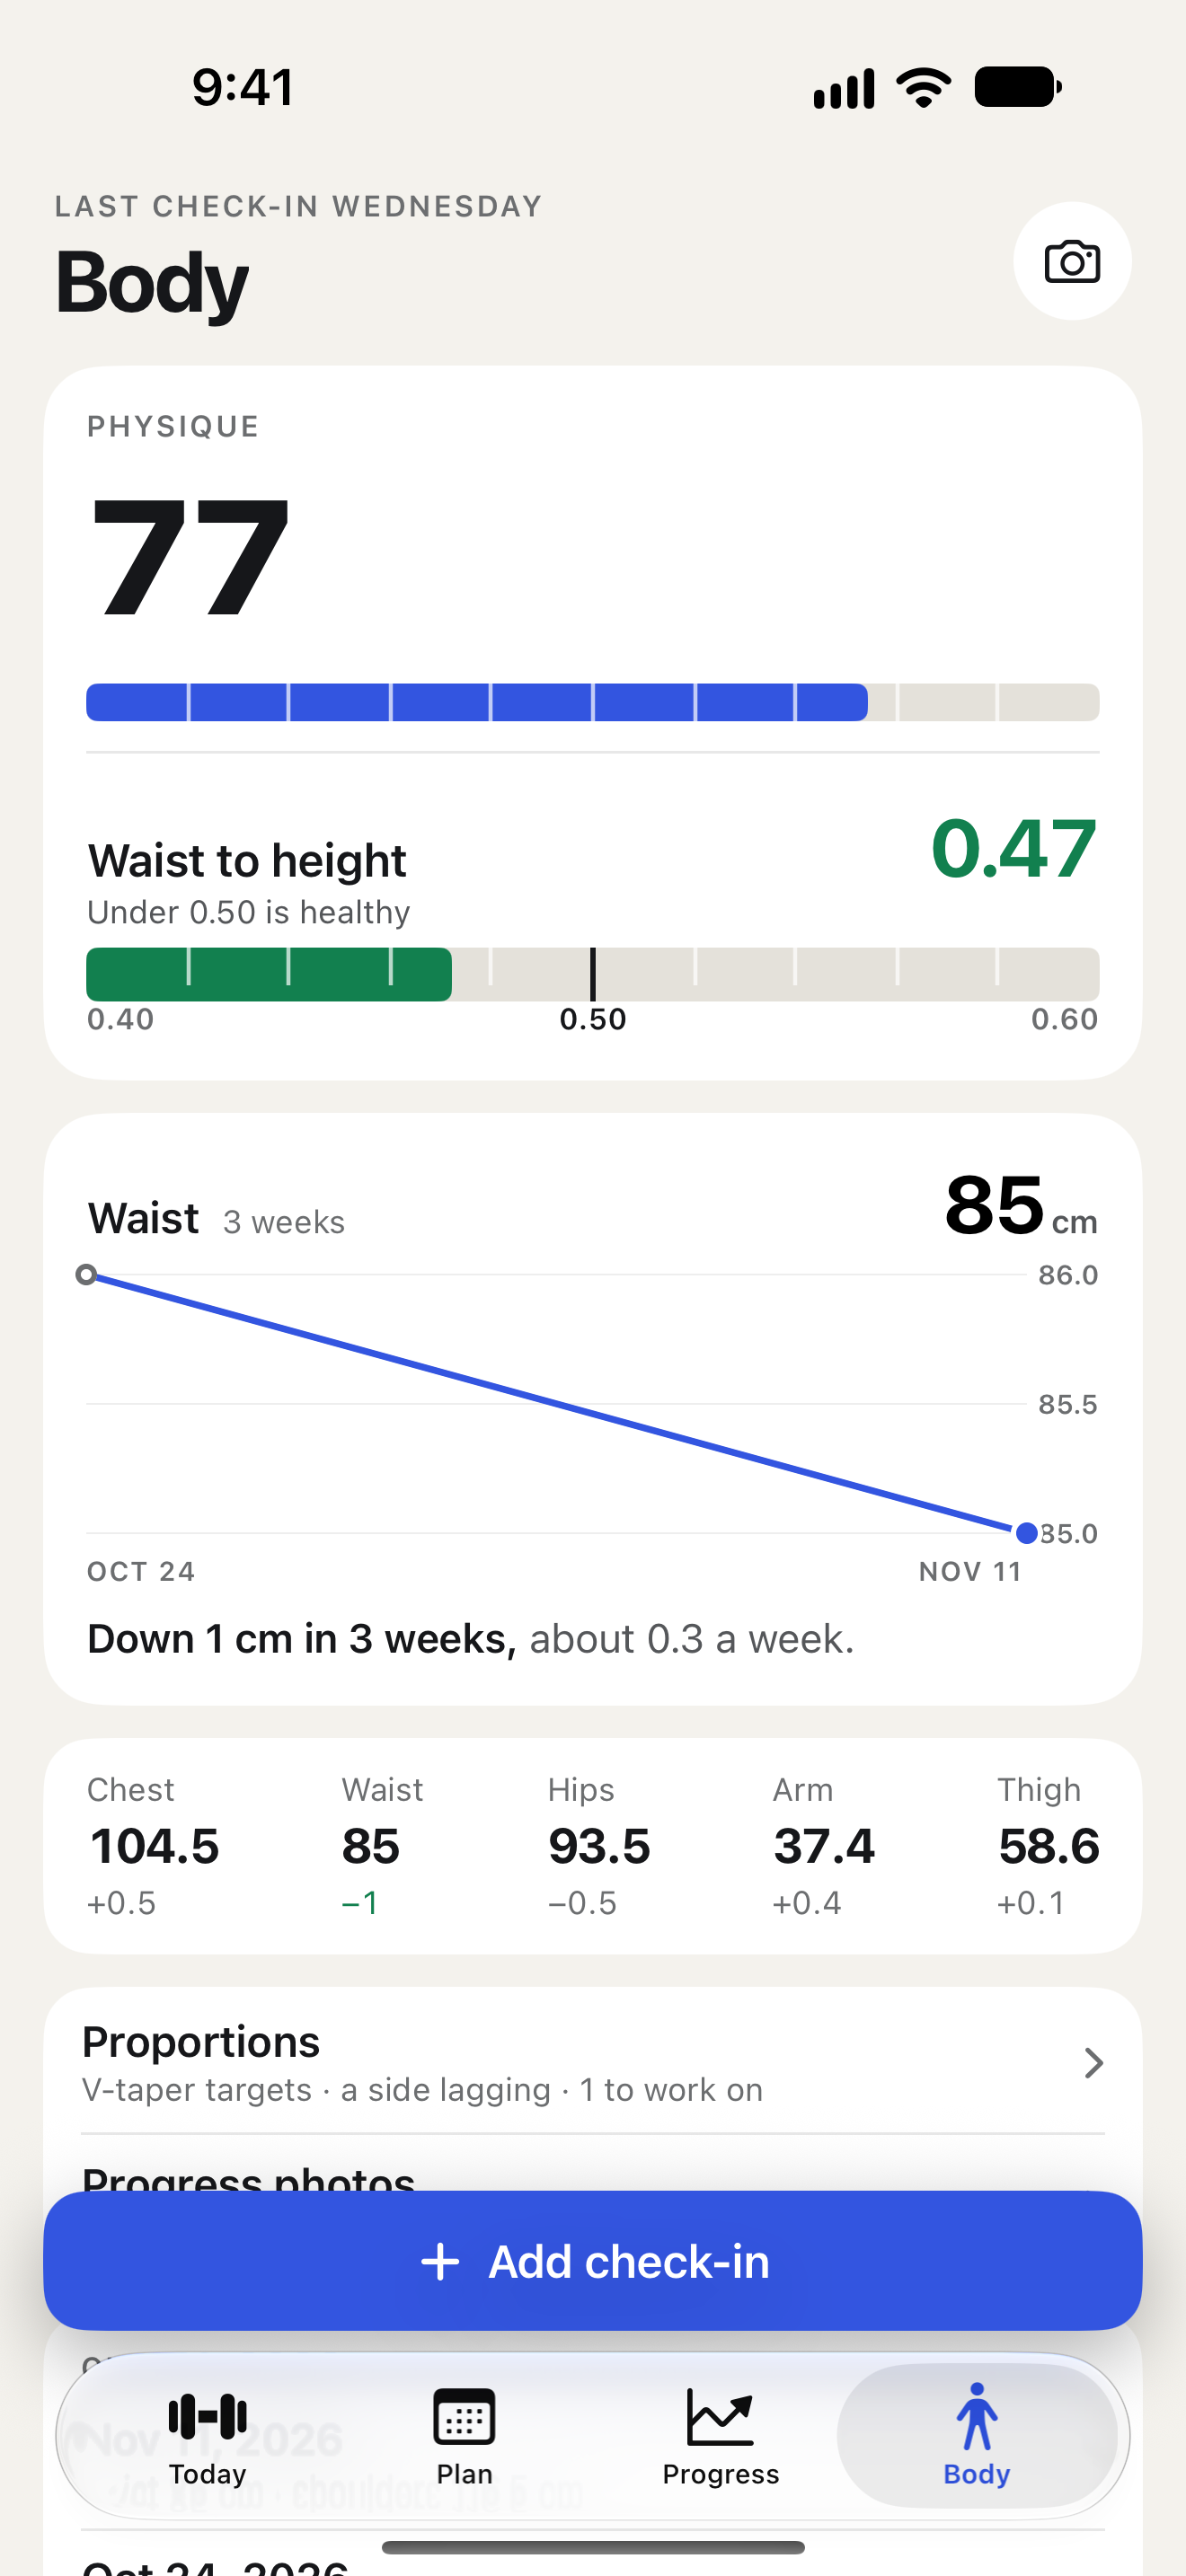 9:41
LAST CHECK-IN WEDNESDAY
Body
PHYSIQUE
77
Waist to height
0.47
Under 0.50 is healthy
0.40
0.50
0.60
Waist 3 weeks
85 cm
86.0
85.5
85.0
OCT 24
NOV 11
Down 1 cm in 3 weeks, about 0.3 a week.
Chest
Waist
Hips
Arm
Thigh
104.5
85
93.5
37.4
58.6
+0.5
−1
−0.5
+0.4
+0.1
Proportions
V-taper targets · a side lagging · 1 to work on
Progress photos
+ Add check-in
Nov 11, 2026
Today
Plan
Progress
Body
Oct 24, 2026